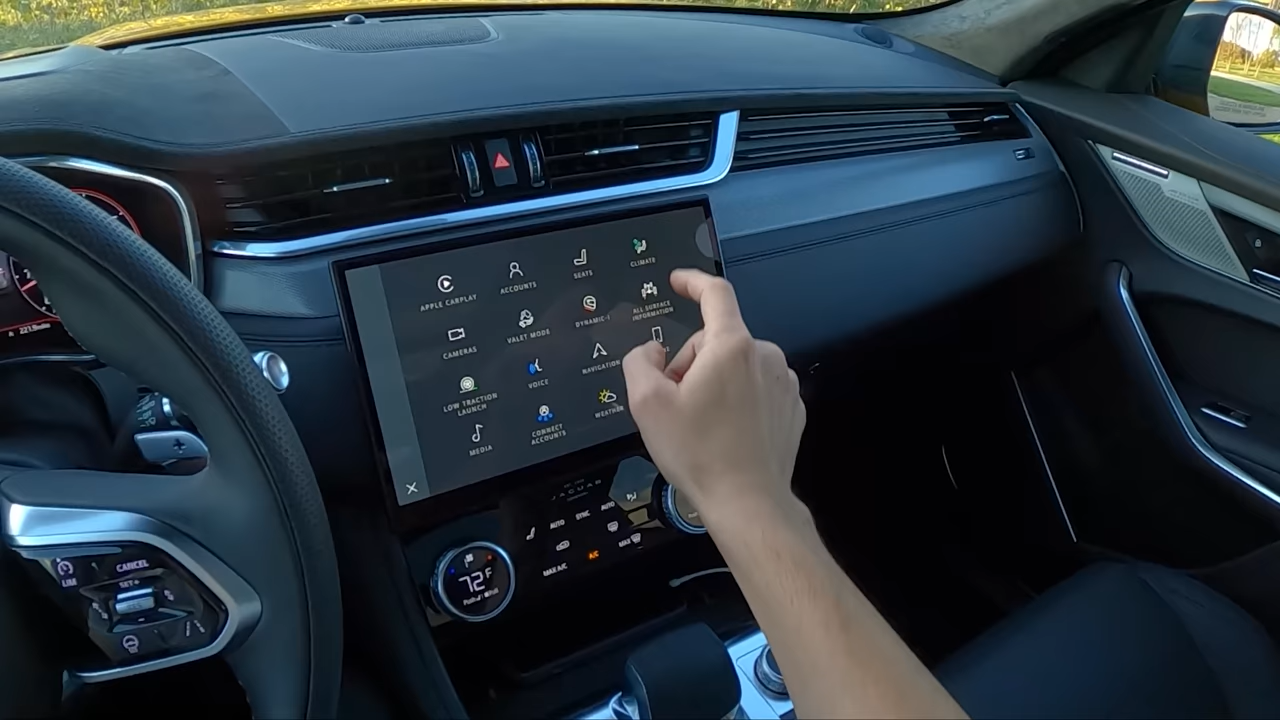 APPLE CARPLAY
ACCOUNTS
SEATS
CLIMATE
CAMERAS
VALET MODE
DYNAMIC-I
ALL SURFACE
INFORMATION
LOW TRACTION
LAUNCH
VOICE
NAVIGATION
MEDIA
CONNECT
ACCOUNTS
WEATHER
JAGUAR
AUTO
SYNC
AUTO
MAX
A/C
MAX A/C
72°F
LIM
CANCEL
SET+